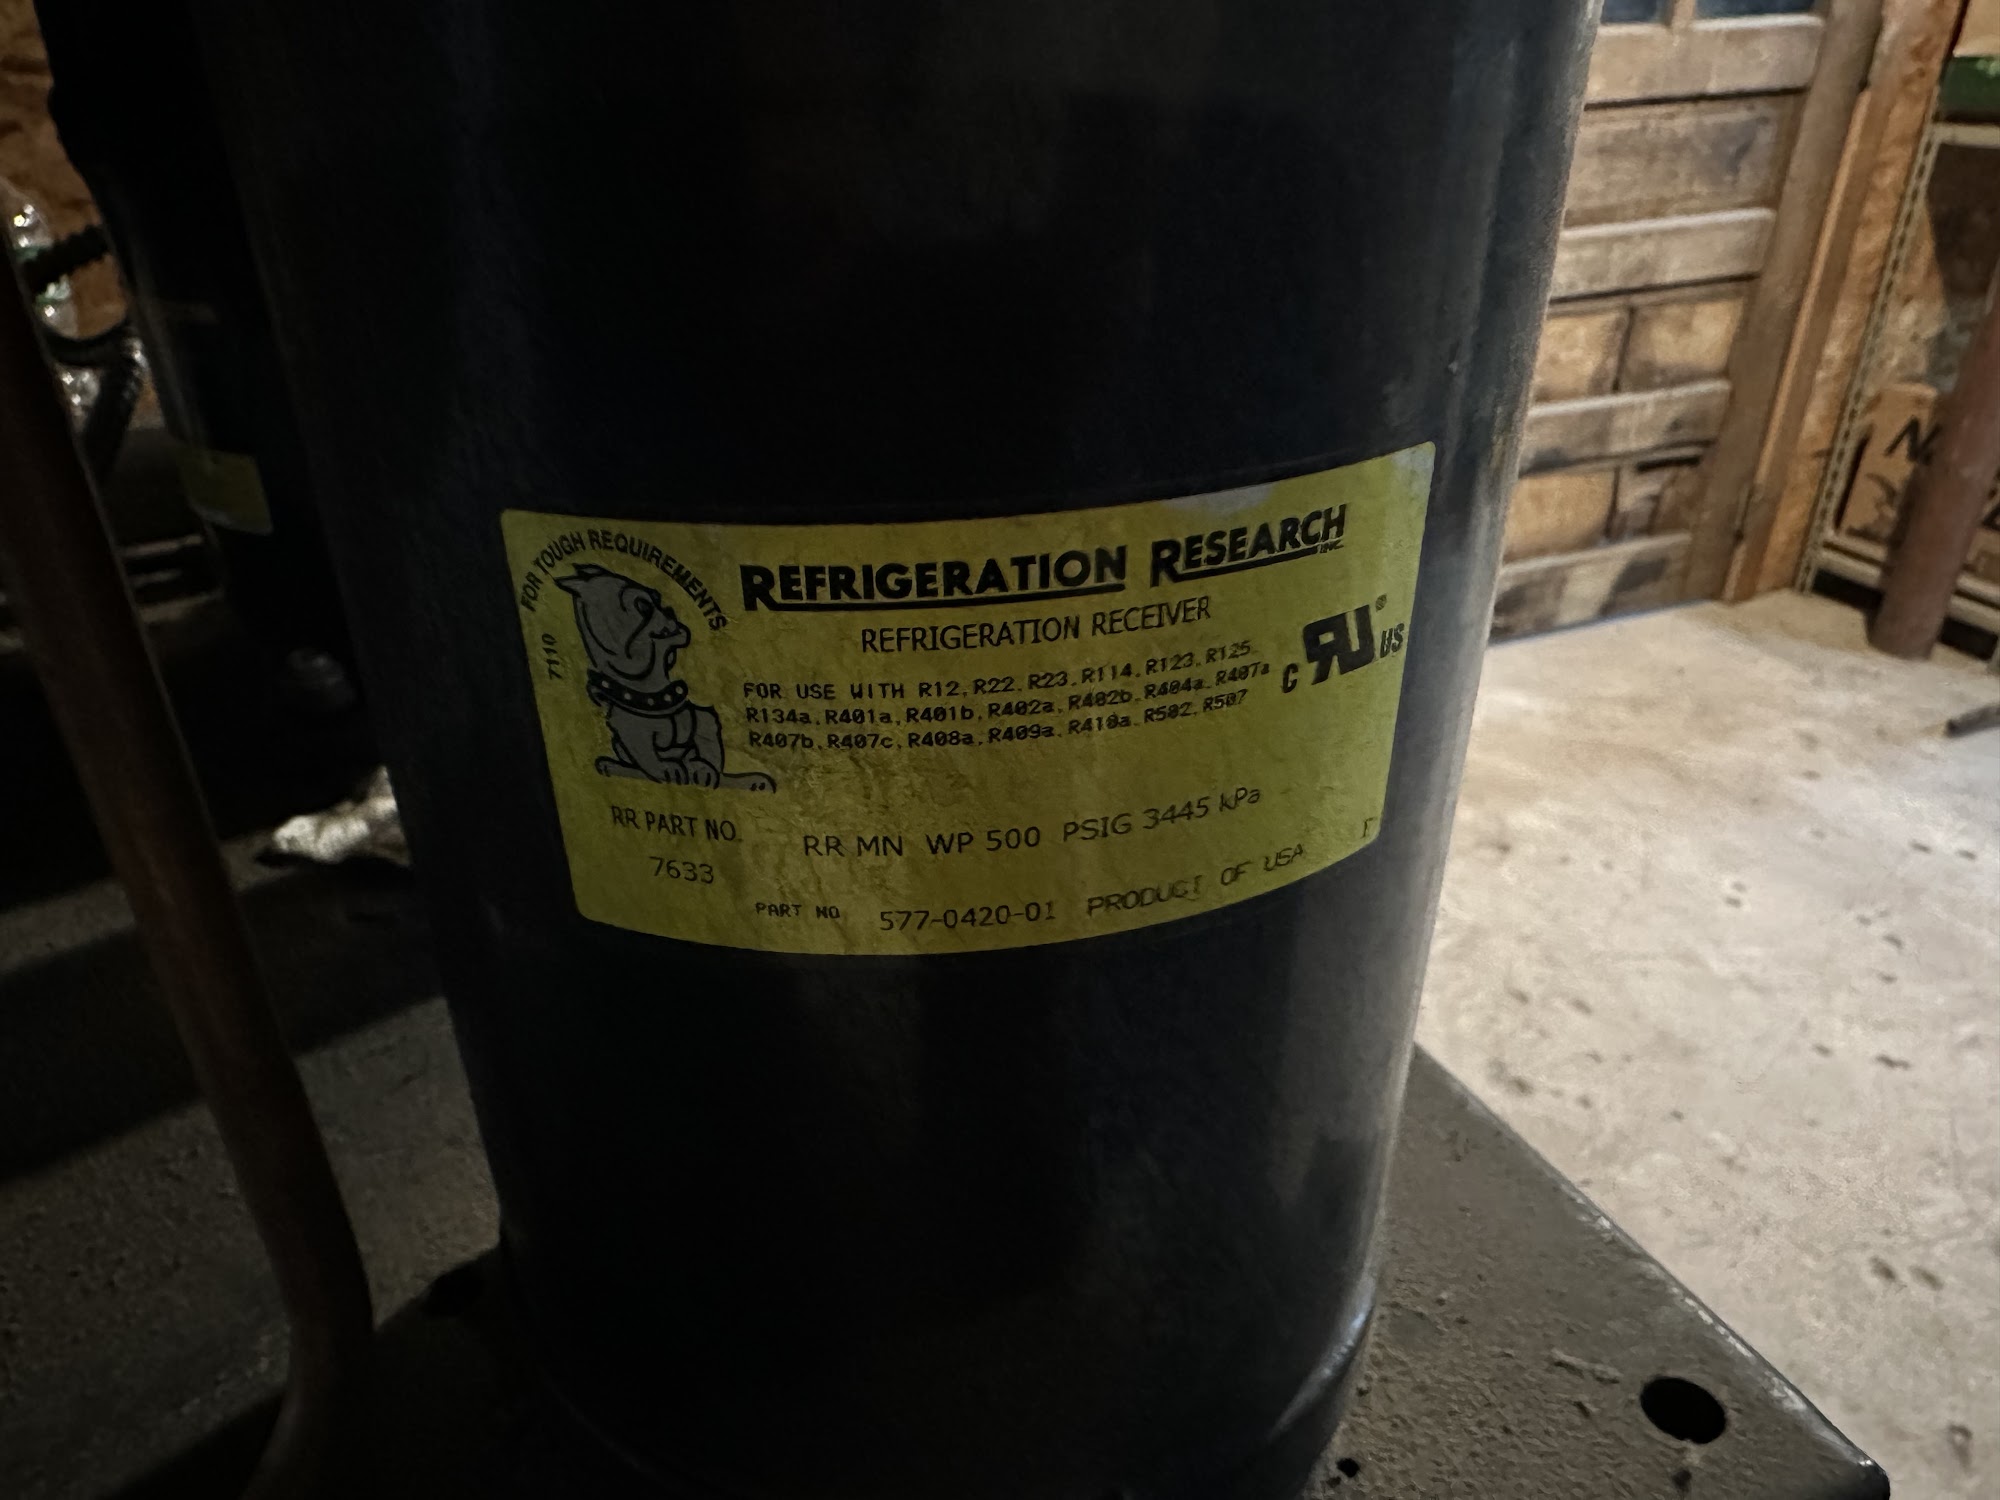 FOR TOUGH REQUIREMENTS
7110
REFRIGERATION RESEARCH INC.
REFRIGERATION RECEIVER
FOR USE WITH R12, R22, R23, R114, R123, R125,
R134a, R401a, R401b, R402a, R402b, R404a, R407a
R407b, R407c, R408a, R409a, R410a, R502, R507
C RU® US
RR PART NO.
7633
RR MN WP 500 PSIG 3445 kPa
PART NO 577-0420-01 PRODUCT OF USA